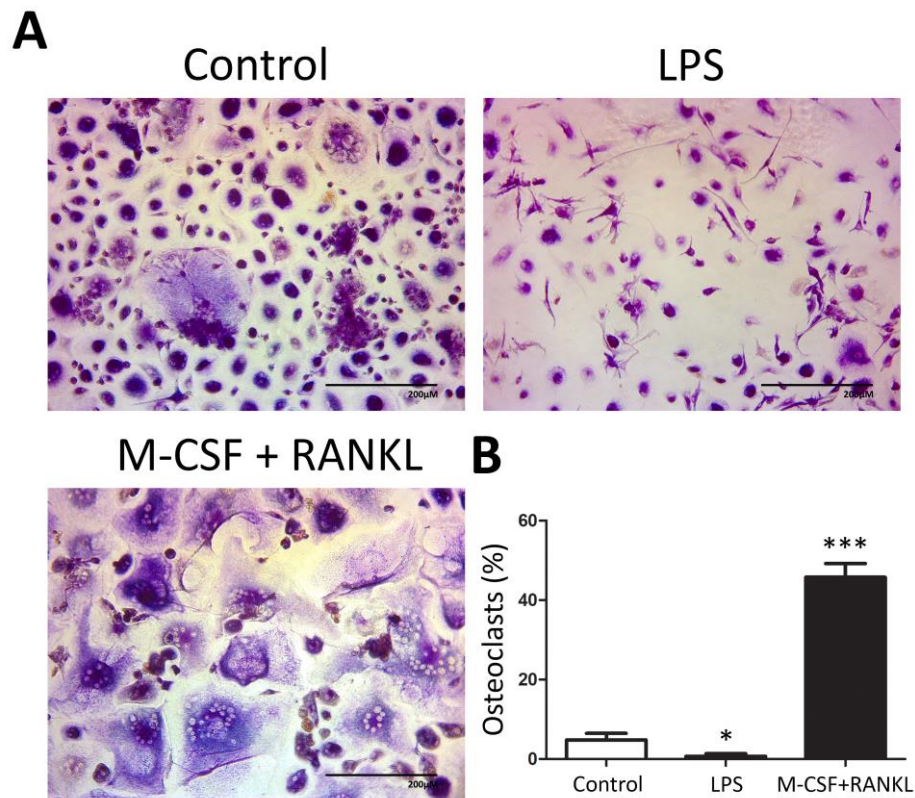 A
Control
LPS
200µM
200µM
M-CSF + RANKL
200µM
B
Osteoclasts (%)
60
40
20
0
*
***
Control
LPS
M-CSF+RANKL